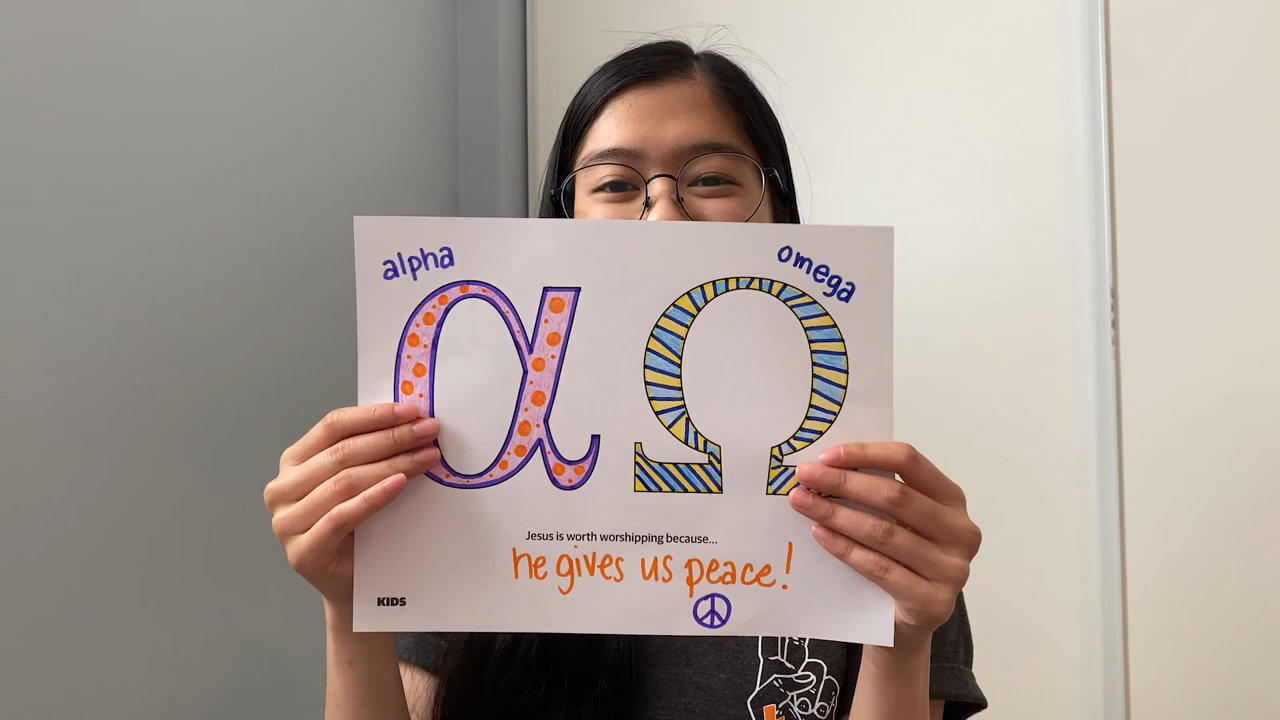 alpha
omega
α Ω
Jesus is worth worshipping because...
he gives us peace!
KIDS